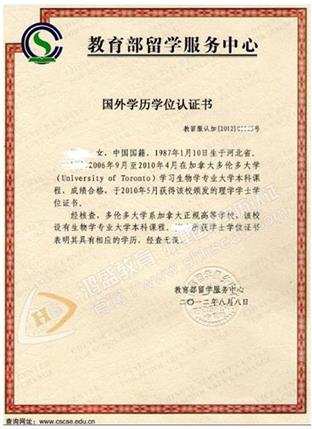 教育部留学服务中心
国外学历学位认证书
教留服认加[2012]
女，中国国籍，1987年1月10日生于河北省。
2006年9月至2010年4月在加拿大多伦多大学
(University of Toronto)学习生物学专业大学本科课
程，成绩合格，于2010年5月获得该校颁发的理学学士学
位证书。
经核查，多伦多大学系加拿大正规高等学校，该校
设有生物学专业大学本科课程。所获学士学位证书
表明其具有相应的学历，经查无误。
教育部留学服务中心
二〇一二年八月八日
查询网址：www.cscse.edu.cn